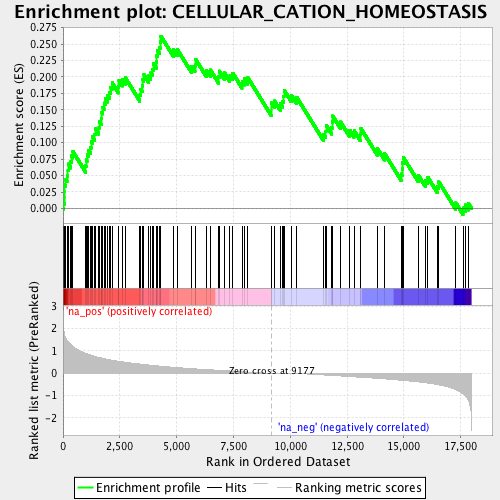 Enrichment plot: CELLULAR_CATION_HOMEOSTASIS
Enrichment score (ES)
0.275
0.250
0.225
0.200
0.175
0.150
0.125
0.100
0.075
0.050
0.025
0.000
'na_pos' (positively correlated)
Ranked list metric (PreRanked)
3
2
1
0
-1
-2
Zero cross at 9177
'na_neg' (negatively correlated)
0
2,500
5,000
7,500
10,000
12,500
15,000
17,500
Rank in Ordered Dataset
Enrichment profile
Hits
Ranking metric scores